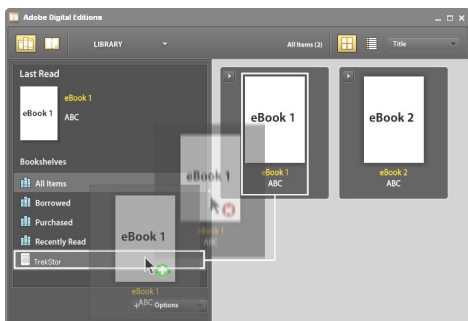 Adobe Digital Editions
LIBRARY
All Items (2)
Title
Last Read
eBook 1
eBook 1
ABC
Bookshelves
All Items
Borrowed
Purchased
Recently Read
TrekStor
eBook 1
eBook 1
ABC
eBook 2
eBook 2
ABC
eBook 1
eBook 1
ABC
eBook 1
eBook 1
ABC
+ Options